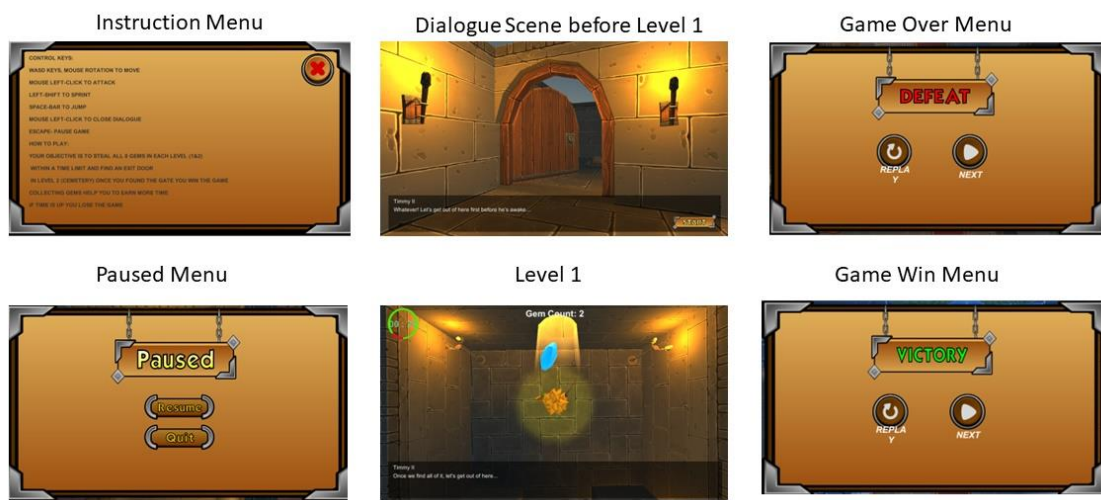 Instruction Menu
CONTROL KEYS:
WASD KEYS, MOUSE ROTATION TO MOVE
MOUSE LEFT-CLICK TO ATTACK
LEFT-SHIFT TO SPRINT
SPACE-BAR TO JUMP
MOUSE LEFT-CLICK TO CLOSE DIALOGUE
ESCAPE- PAUSE GAME
HOW TO PLAY:
YOUR OBJECTIVE IS TO STEAL ALL GEMS IN EACH LEVEL (1&2)
WITHIN A TIME LIMIT AND FIND AN EXIT DOOR
IN LEVEL 2 (CEMETERY) ONCE YOU FOUND THE GATE YOU WIN THE GAME
COLLECTING GEMS HELP YOU TO EARN MORE TIME
IF TIME IS UP YOU LOSE THE GAME
Dialogue Scene before Level 1
Timmy II
Whatever! Let's get out of here first before he's awake...
start
Game Over Menu
DEFEAT
REPLA
Y
NEXT
Paused Menu
Paused
Resume
Quit
Level 1
Gem Count: 2
Timmy II
Once we find all of it, let's get out of here...
Game Win Menu
VICTORY
REPLA
Y
NEXT